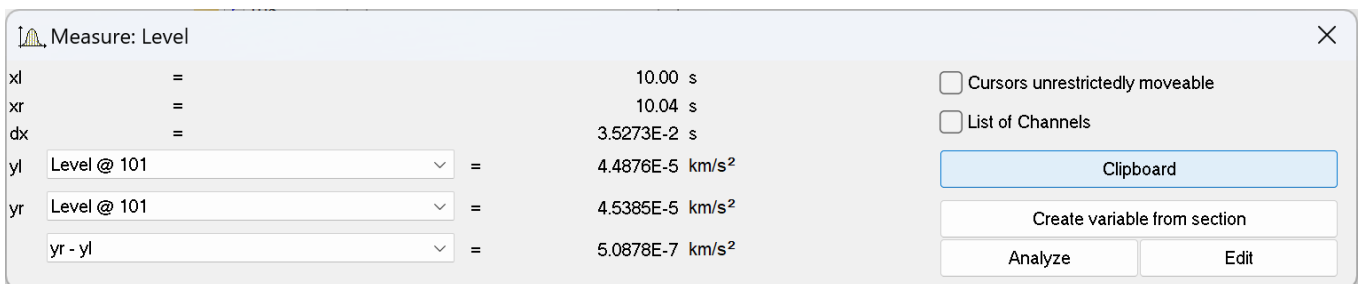 Measure: Level
xl = 10.00 s
xr = 10.04 s
dx = 3.5273E-2 s
yl Level @ 101 = 4.4876E-5 km/s²
yr Level @ 101 = 4.5385E-5 km/s²
yr - yl = 5.0878E-7 km/s²
Cursors unrestrictedly moveable
List of Channels
Clipboard
Create variable from section
Analyze Edit